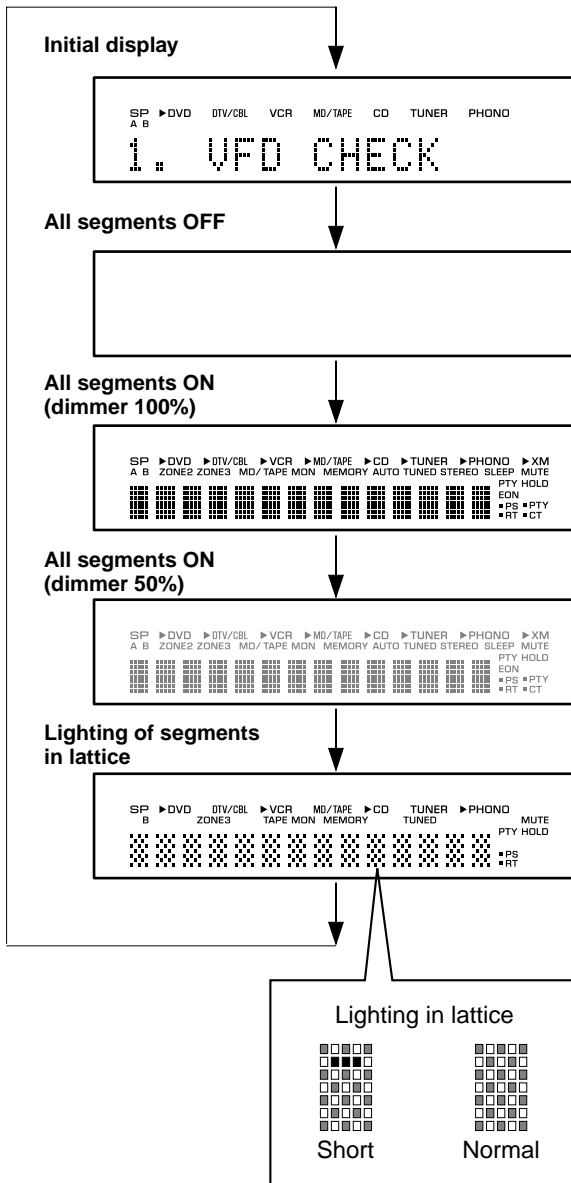 Initial display
SP ▶DVD DTV/CBL VCR MD/TAPE CD TUNER PHONO
A B
1. VFD CHECK
All segments OFF
All segments ON
(dimmer 100%)
SP ▶DVD ▶DTV/CBL ▶VCR ▶MD/TAPE ▶CD ▶TUNER ▶PHONO ▶XM
A B ZONE2 ZONE3 MD/TAPE MON MEMORY AUTO TUNED STEREO SLEEP MUTE
PTY HOLD
EON
▪PS ▪PTY
▪RT ▪CT
All segments ON
(dimmer 50%)
SP ▶DVD ▶DTV/CBL ▶VCR ▶MD/TAPE ▶CD ▶TUNER ▶PHONO ▶XM
A B ZONE2 ZONE3 MD/TAPE MON MEMORY AUTO TUNED STEREO SLEEP MUTE
PTY HOLD
EON
▪PS ▪PTY
▪RT ▪CT
Lighting of segments
in lattice
SP ▶DVD DTV/CBL ▶VCR MD/TAPE ▶CD TUNER ▶PHONO
B ZONE3 TAPE MON MEMORY TUNED MUTE
PTY HOLD
▪PS
▪RT
Lighting in lattice
Short Normal